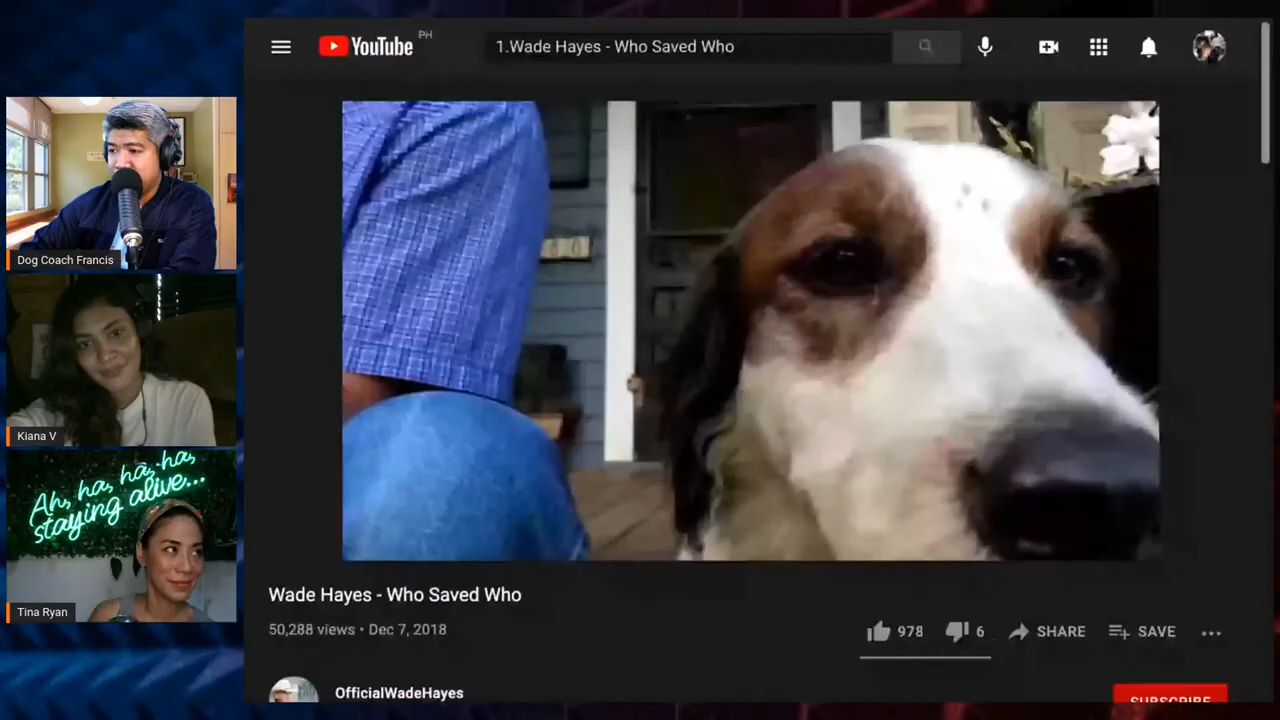 YouTube PH
1.Wade Hayes - Who Saved Who
Dog Coach Francis
Kiana V
Ah, ha, ha, ha,
staying alive...
Tina Ryan
Wade Hayes - Who Saved Who
50,288 views • Dec 7, 2018
978 6 SHARE SAVE
OfficialWadeHayes
SUBSCRIBE